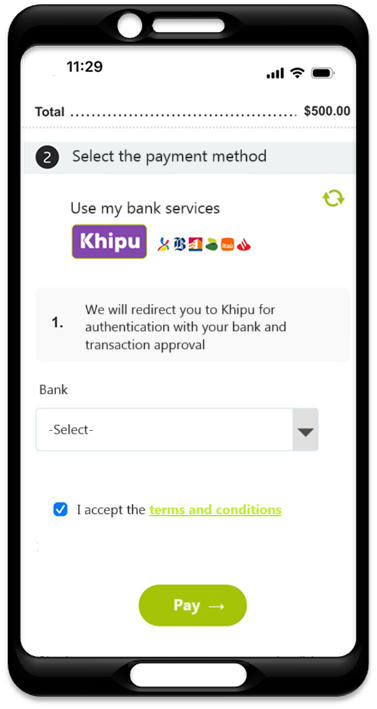 11:29
Total ........................................ $500.00
2 Select the payment method
Use my bank services
Khipu
itaú
1. We will redirect you to Khipu for
authentication with your bank and
transaction approval
Bank
-Select-
I accept the terms and conditions
Pay →